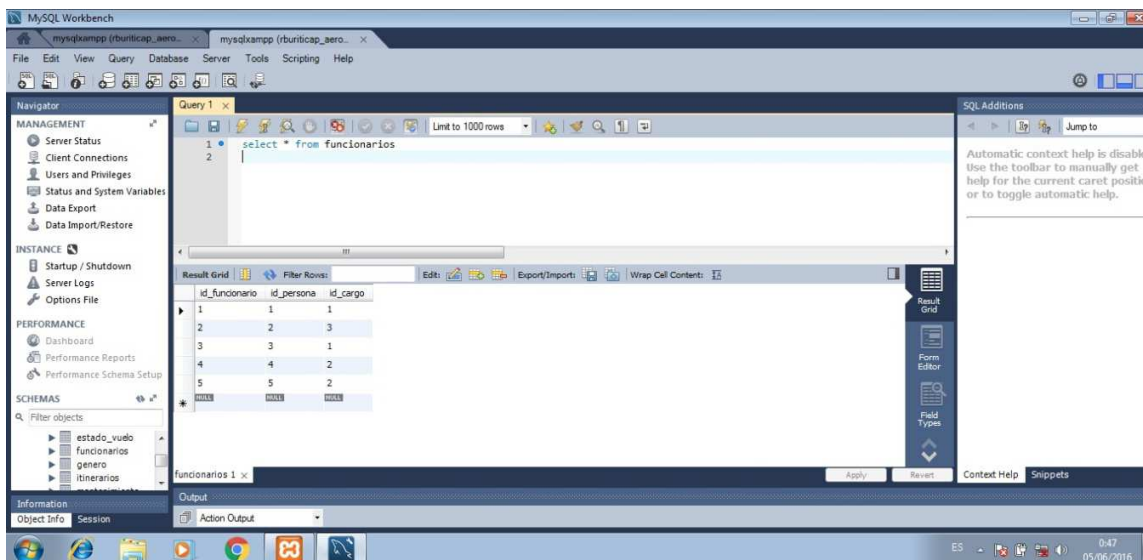 MySQL Workbench
mysqlxampp (rburiticap_aero... × mysqlxampp (rburiticap_aero... ×
File Edit View Query Database Server Tools Scripting Help
Navigator
MANAGEMENT
Server Status
Client Connections
Users and Privileges
Status and System Variables
Data Export
Data Import/Restore
INSTANCE
Startup / Shutdown
Server Logs
Options File
PERFORMANCE
Dashboard
Performance Reports
Performance Schema Setup
SCHEMAS
Filter objects
estado_vuelo
funcionarios
genero
itinerarios
mantenimiento
Information
Object Info Session
Query 1 ×
Limit to 1000 rows
1 select * from funcionarios
2
Result Grid Filter Rows: Edit: Export/Import: Wrap Cell Content:
id_funcionario id_persona id_cargo
1 1 1
2 2 3
3 3 1
4 4 2
5 5 2
NULL NULL NULL
Result Grid
Form Editor
Field Types
funcionarios 1 ×
Apply Revert
Output
Action Output
SQL Additions
Jump to
Automatic context help is disabl
Use the toolbar to manually get
help for the current caret positi
or to toggle automatic help.
Context Help Snippets
ES
0:47
05/06/2016